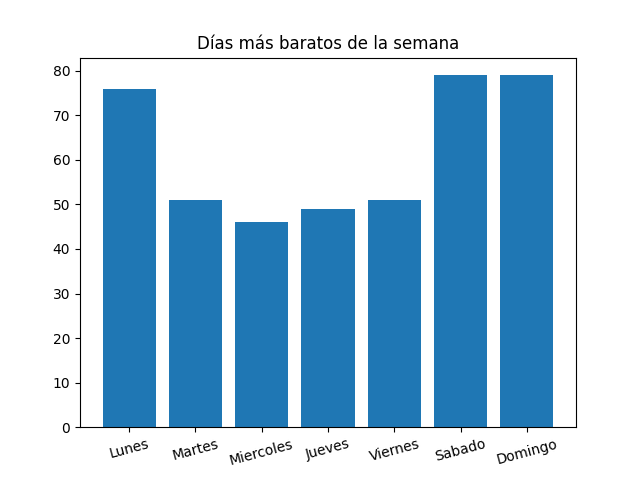 Días más baratos de la semana
80
70
60
50
40
30
20
10
0
Lunes
Martes
Miercoles
Jueves
Viernes
Sabado
Domingo